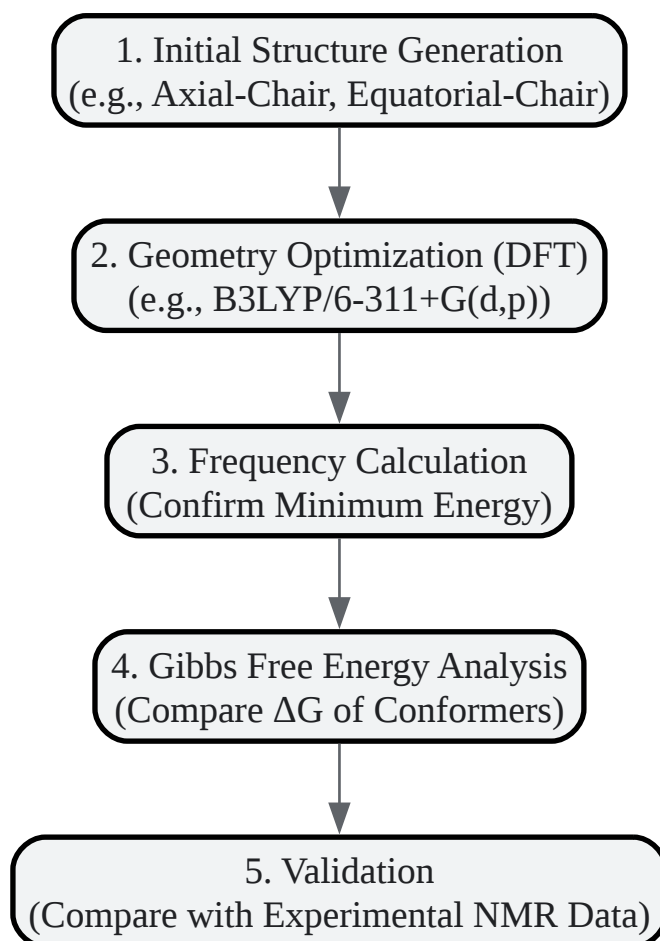 1. Initial Structure Generation
(e.g., Axial-Chair, Equatorial-Chair)
2. Geometry Optimization (DFT)
(e.g., B3LYP/6-311+G(d,p))
3. Frequency Calculation
(Confirm Minimum Energy)
4. Gibbs Free Energy Analysis
(Compare ΔG of Conformers)
5. Validation
(Compare with Experimental NMR Data)